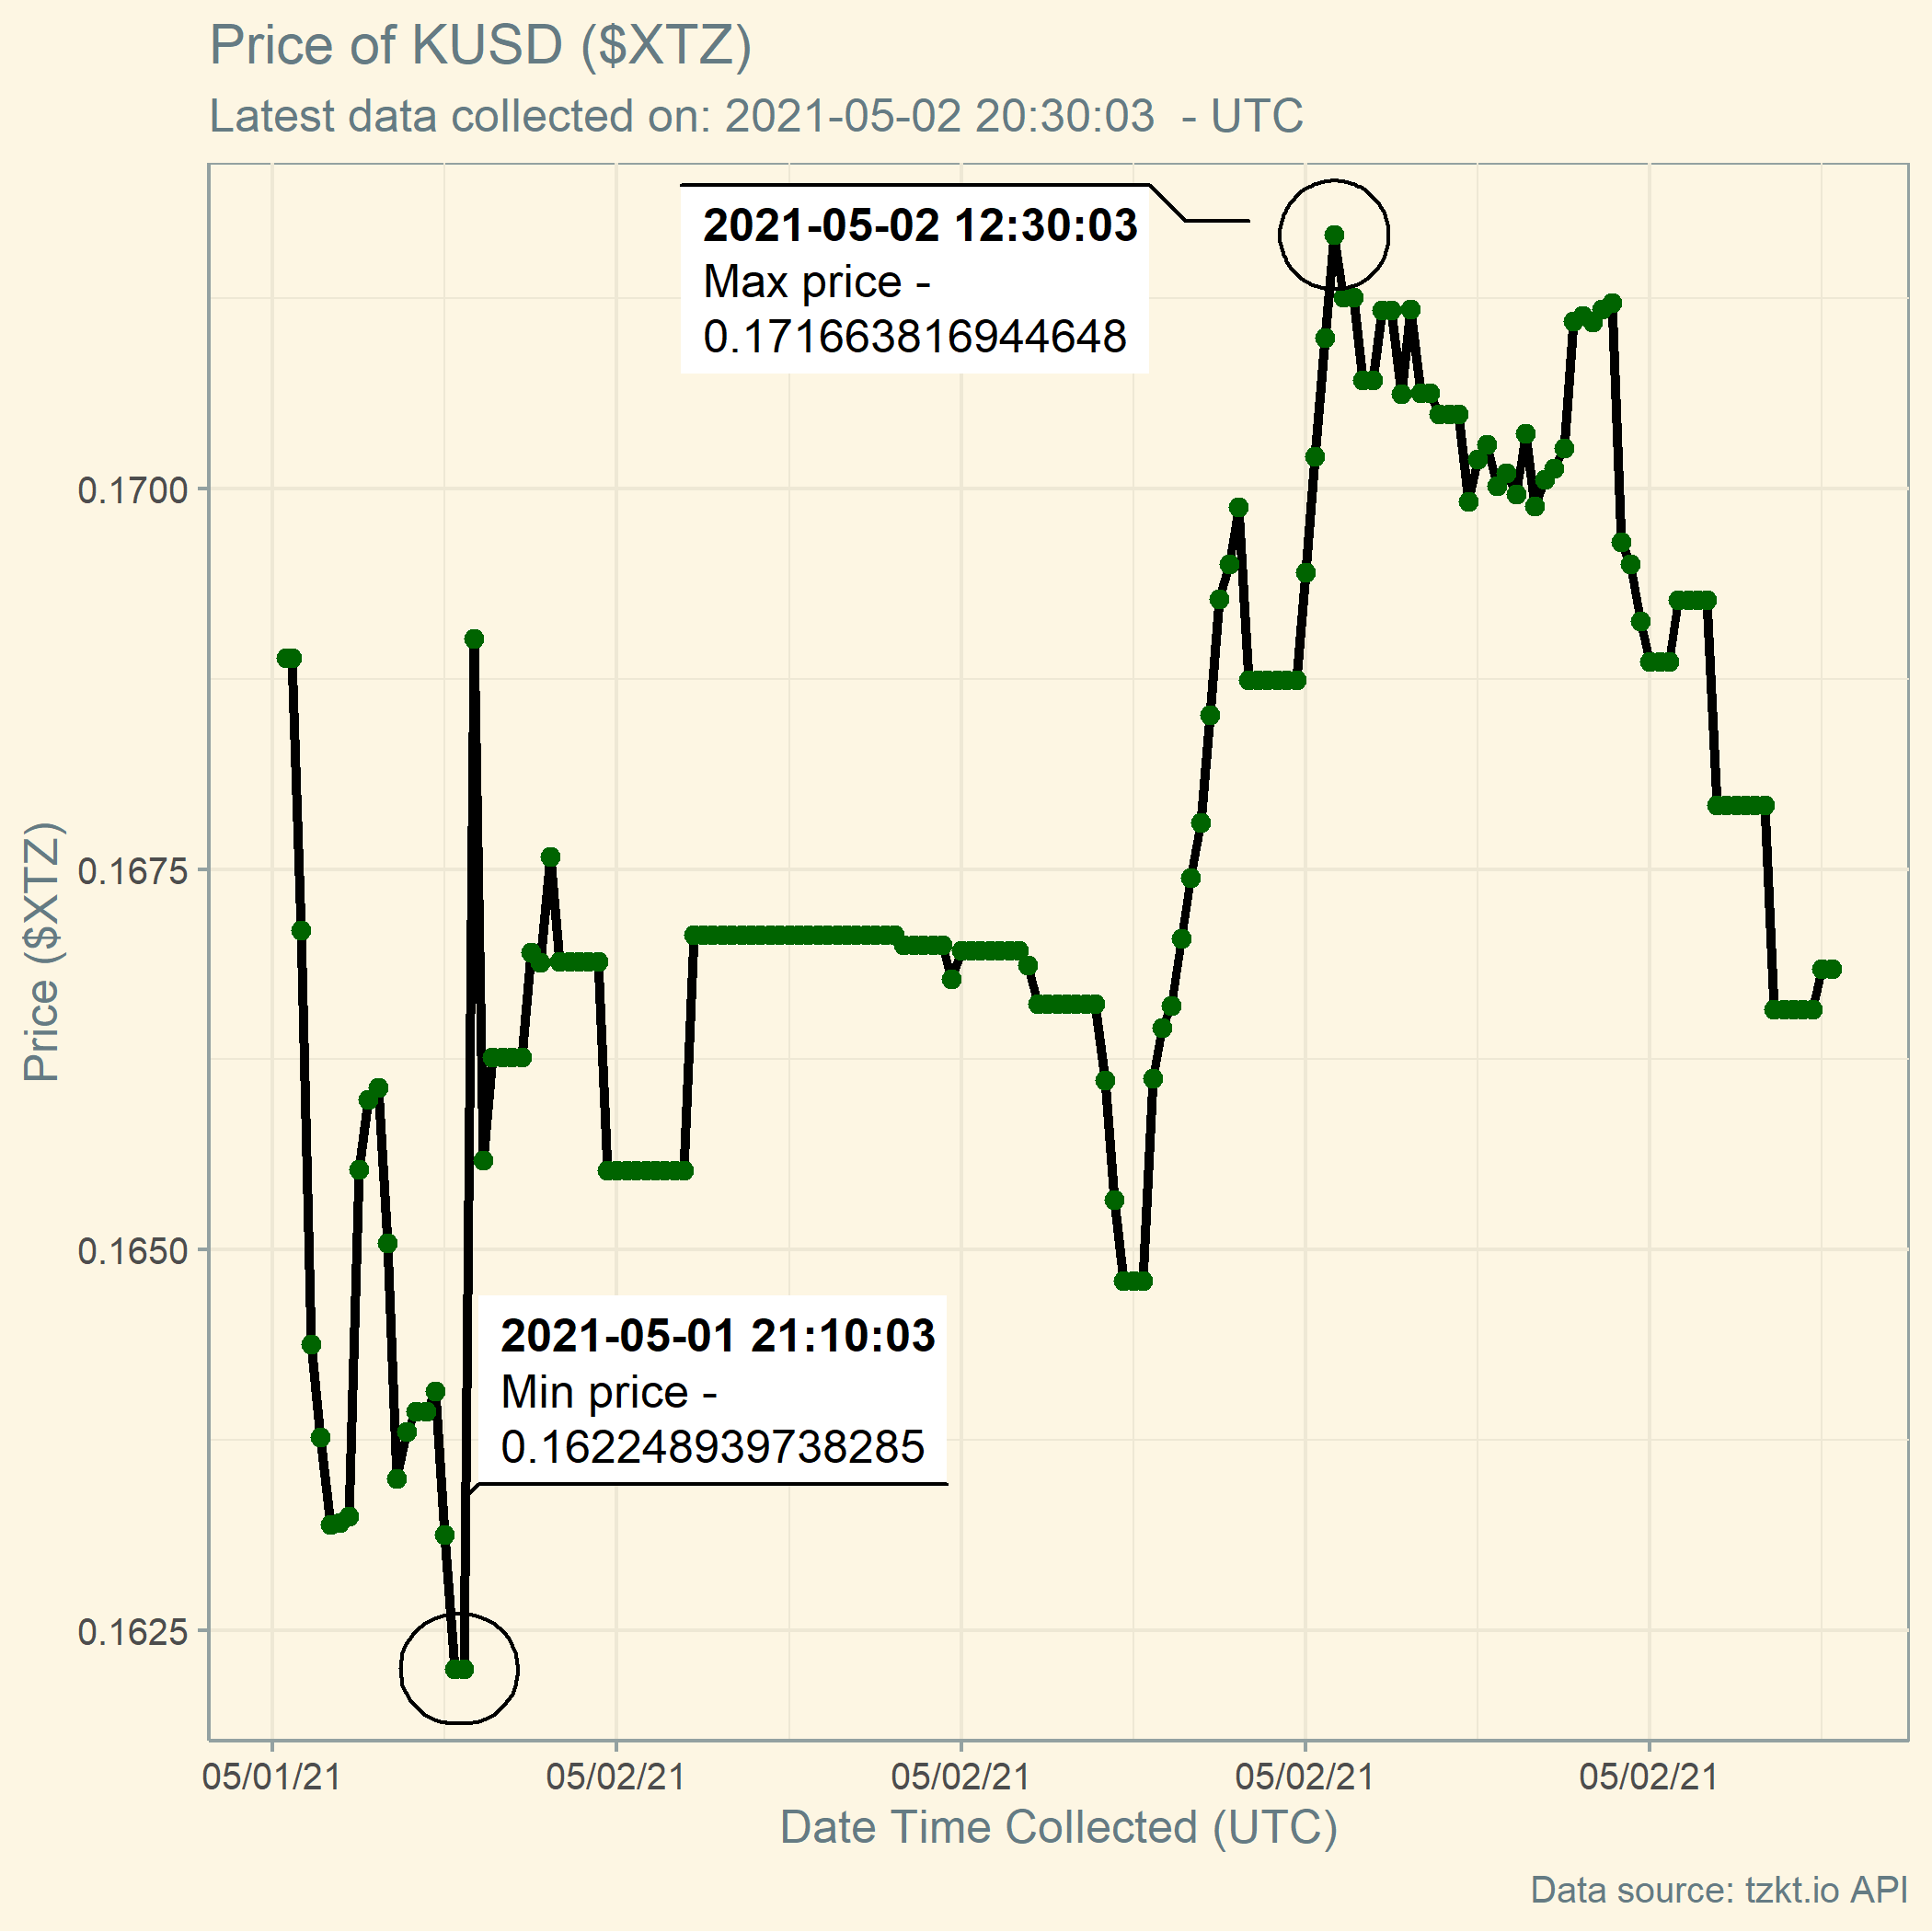 Price of KUSD ($XTZ)
Latest data collected on: 2021-05-02 20:30:03  - UTC
2021-05-02 12:30:03
Max price -
0.171663816944648
0.1700
0.1675
0.1650
0.1625
Price ($XTZ)
2021-05-01 21:10:03
Min price -
0.162248939738285
05/01/21
05/02/21
05/02/21
05/02/21
05/02/21
Date Time Collected (UTC)
Data source: tzkt.io API